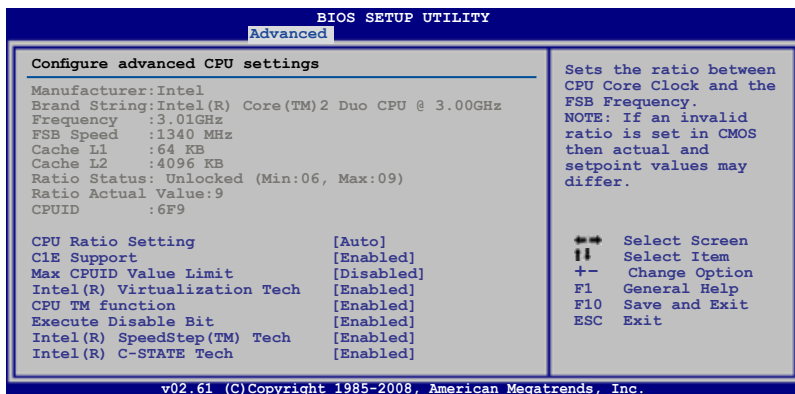 BIOS SETUP UTILITY
Advanced
Configure advanced CPU settings
Manufacturer:Intel
Brand String:Intel(R) Core(TM)2 Duo CPU @ 3.00GHz
Frequency :3.01GHz
FSB Speed :1340 MHz
Cache L1 :64 KB
Cache L2 :4096 KB
Ratio Status: Unlocked (Min:06, Max:09)
Ratio Actual Value:9
CPUID :6F9
CPU Ratio Setting [Auto]
C1E Support [Enabled]
Max CPUID Value Limit [Disabled]
Intel(R) Virtualization Tech [Enabled]
CPU TM function [Enabled]
Execute Disable Bit [Enabled]
Intel(R) SpeedStep(TM) Tech [Enabled]
Intel(R) C-STATE Tech [Enabled]
Sets the ratio between
CPU Core Clock and the
FSB Frequency.
NOTE: If an invalid
ratio is set in CMOS
then actual and
setpoint values may
differ.
←→ Select Screen
↑↓ Select Item
+- Change Option
F1 General Help
F10 Save and Exit
ESC Exit
v02.61 (C)Copyright 1985-2008, American Megatrends, Inc.